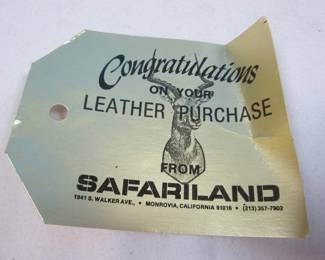 Congratulations
ON YOUR
LEATHER PURCHASE
FROM
SAFARILAND
1941 S. WALKER AVE., • MONROVIA, CALIFORNIA 91016 • (213) 357-7902